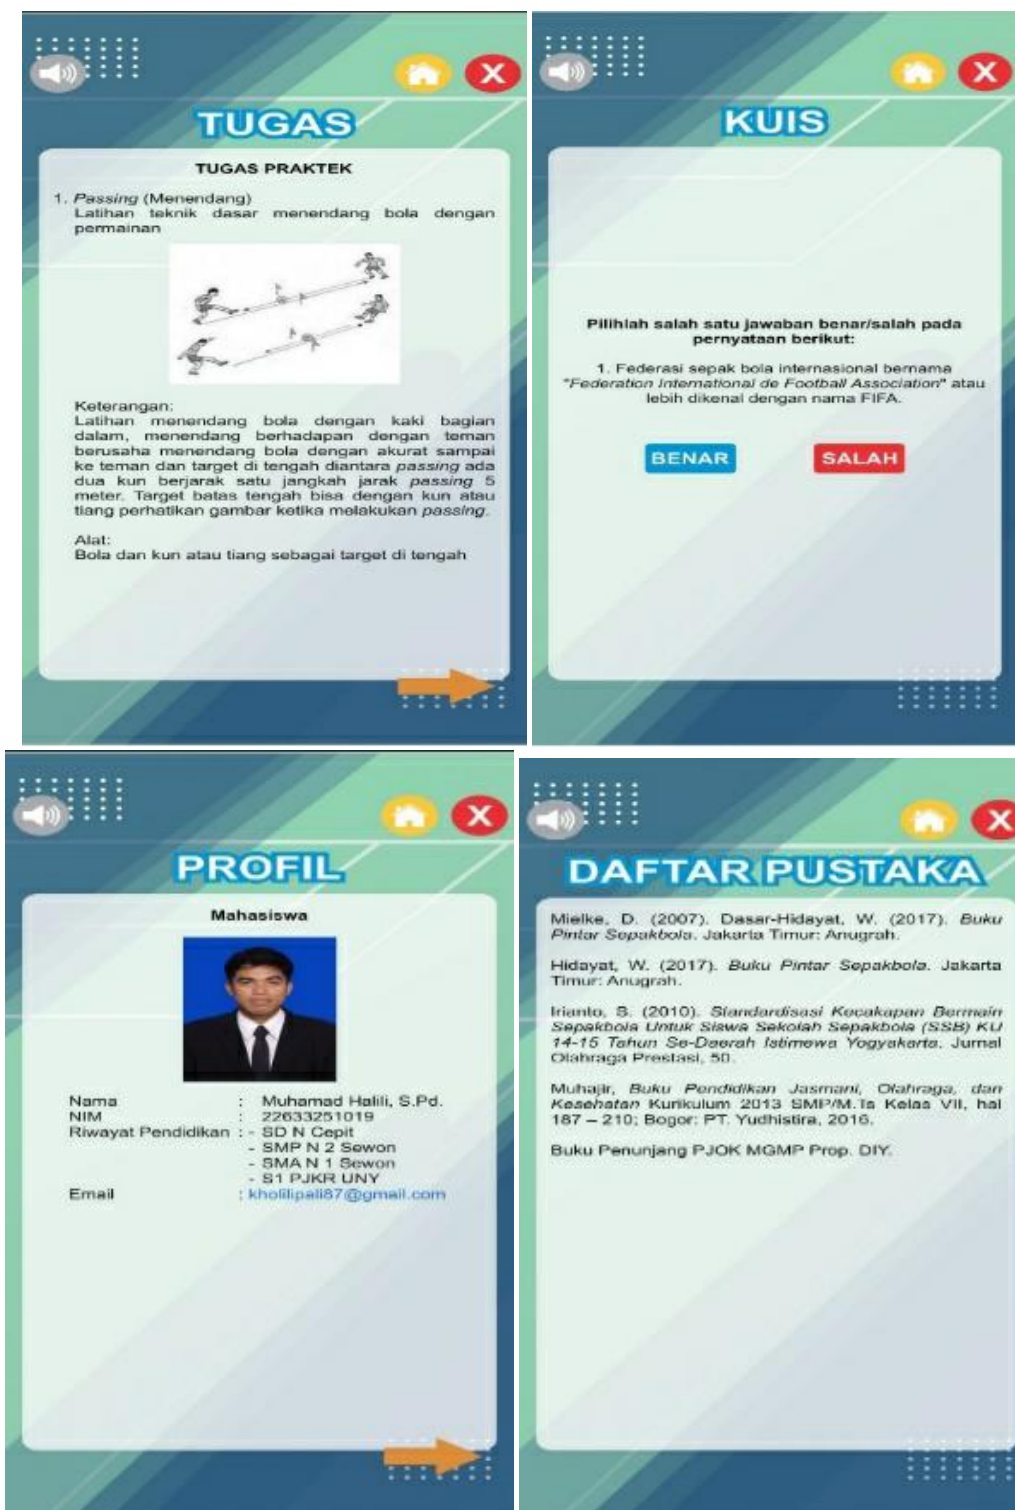 TUGAS
TUGAS PRAKTEK
1. Passing (Menendang)
Latihan teknik dasar menendang bola dengan
permainan
Keterangan:
Latihan menendang bola dengan kaki bagian
dalam, menendang berhadapan dengan teman
berusaha menendang bola dengan akurat sampai
ke teman dan target di tengah diantara passing ada
dua kun berjarak satu jangkah jarak passing 5
meter. Target batas tengah bisa dengan kun atau
tiang perhatikan gambar ketika melakukan passing.
Alat:
Bola dan kun atau tiang sebagai target di tengah
KUIS
Pilihlah salah satu jawaban benar/salah pada
pernyataan berikut:
1. Federasi sepak bola internasional bernama
"Federation International de Football Association" atau
lebih dikenal dengan nama FIFA.
BENAR
SALAH
PROFIL
Mahasiswa
Nama : Muhamad Halili, S.Pd.
NIM : 22633251019
Riwayat Pendidikan : - SD N Cepit
- SMP N 2 Sewon
- SMA N 1 Sewon
- S1 PJKR UNY
Email : kholilipali87@gmail.com
DAFTAR PUSTAKA
Mielke, D. (2007). Dasar-Hidayat, W. (2017). Buku
Pintar Sepakbola. Jakarta Timur: Anugrah.
Hidayat, W. (2017). Buku Pintar Sepakbola. Jakarta
Timur: Anugrah.
Irianto, S. (2010). Standardisasi Kecakapan Bermain
Sepakbola Untuk Siswa Sekolah Sepakbola (SSB) KU
14-15 Tahun Se-Daerah Istimewa Yogyakarta. Jurnal
Olahraga Prestasi, 50.
Muhajir, Buku Pendidikan Jasmani, Olahraga, dan
Kesehatan Kurikulum 2013 SMP/M.Ts Kelas VII, hal
187 – 210; Bogor: PT. Yudhistira, 2016.
Buku Penunjang PJOK MGMP Prop. DIY.